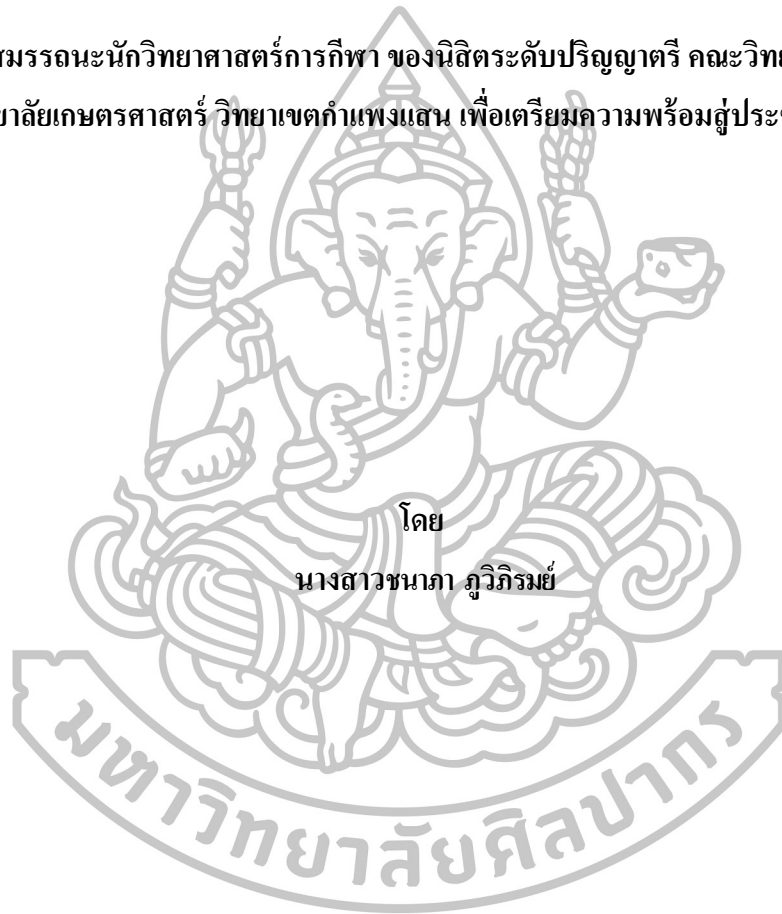 สมรรถนะนักวิทยาศาสตร์การกีฬา ของนิสิตระดับปริญญาตรี คณะวิทย
ยาลัยเกษตรศาสตร์ วิทยาเขตกำแพงแสน เพื่อเตรียมความพร้อมสู่ประช
โดย
นางสาวชนาภา ภูวิภิรมย์
มหาวิทยาลัยศิลปากร